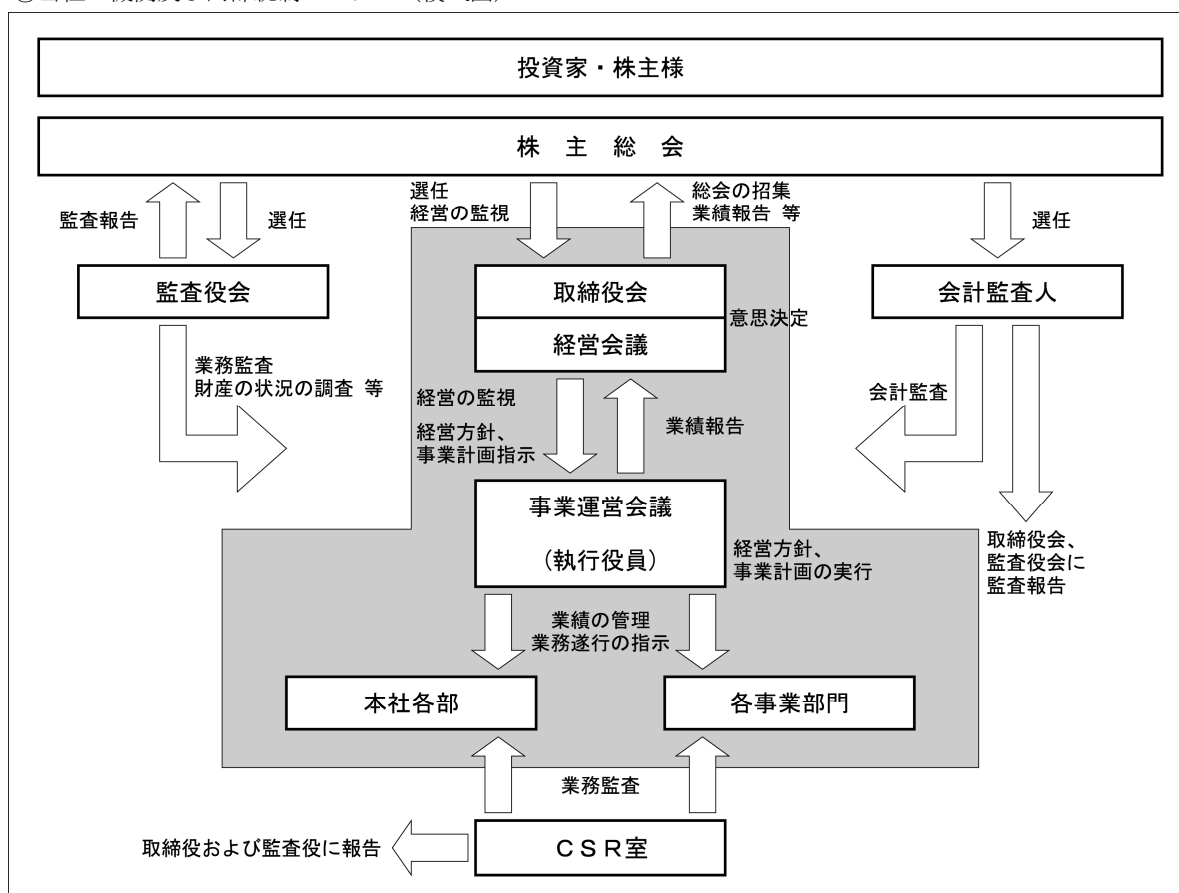 投資家・株主様
株 主 総 会
監査報告
選任
選任
経営の監視
総会の招集
業績報告 等
選任
監査役会
取締役会
経営会議
意思決定
会計監査人
業務監査
財産の状況の調査 等
経営の監視
経営方針、
事業計画指示
業績報告
会計監査
事業運営会議
(執行役員)
経営方針、
事業計画の実行
取締役会、
監査役会に
監査報告
業績の管理
業務遂行の指示
本社各部
各事業部門
業務監査
取締役および監査役に報告
CSR室